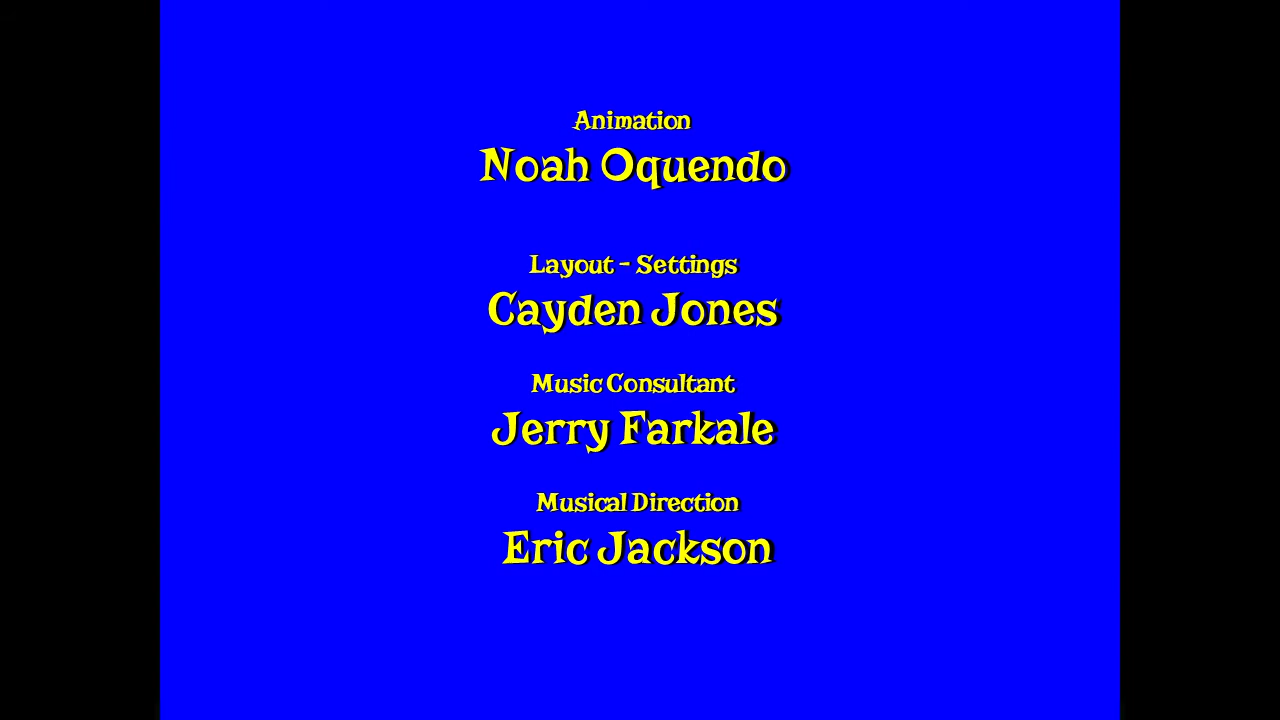 Animation
Noah Oquendo
Layout - Settings
Cayden Jones
Music Consultant
Jerry Farkale
Musical Direction
Eric Jackson